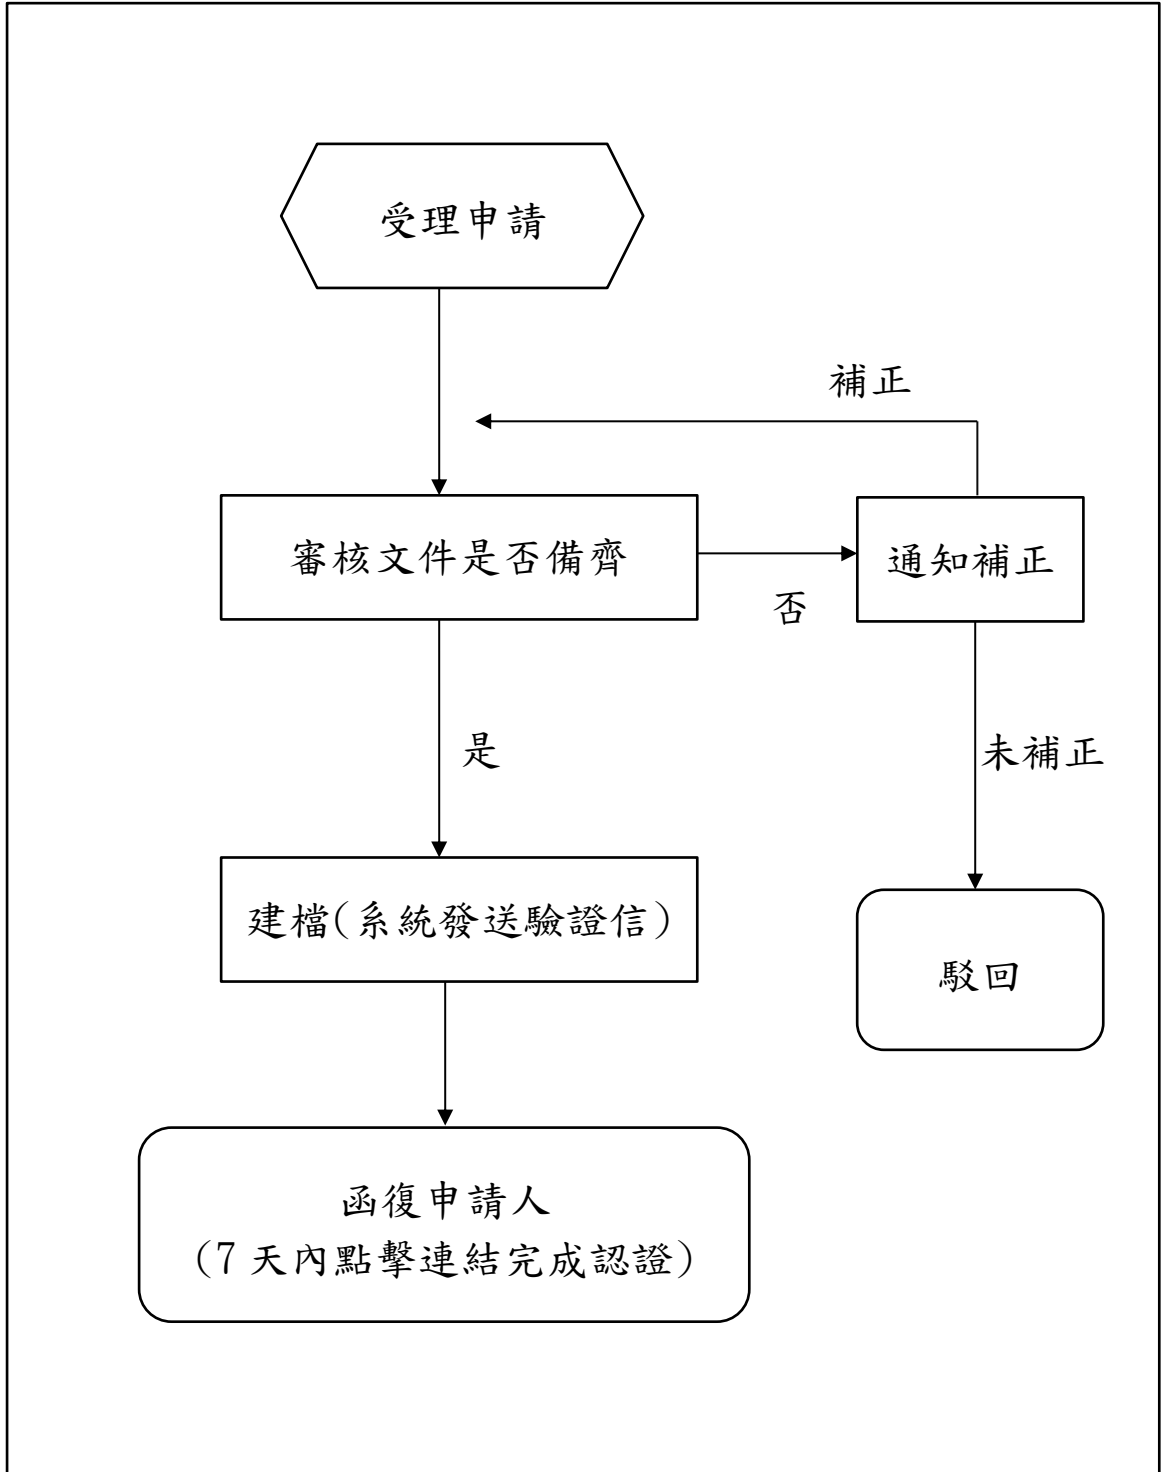 受理申請
補正
審核文件是否備齊
通知補正
否
是
未補正
建檔(系統發送驗證信)
駁回
函復申請人
(7天內點擊連結完成認證)